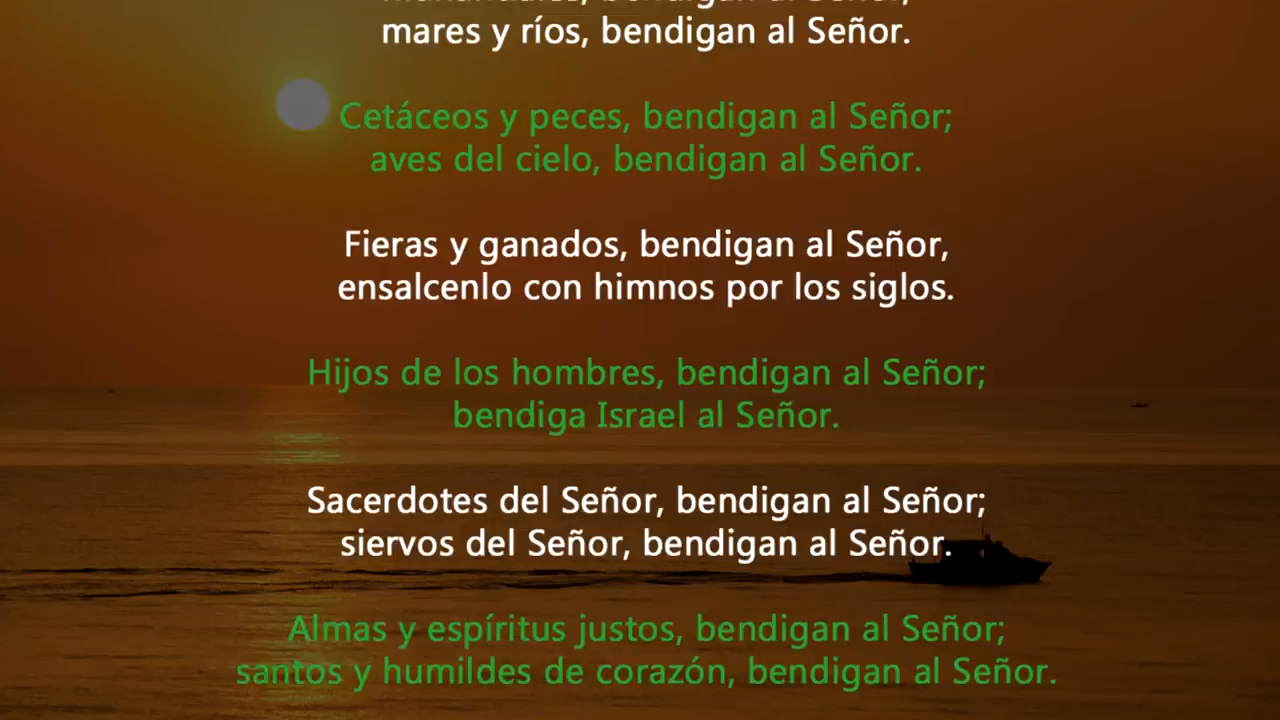 bendigan al Señor,
mares y ríos, bendigan al Señor.
Cetáceos y peces, bendigan al Señor;
aves del cielo, bendigan al Señor.
Fieras y ganados, bendigan al Señor,
ensalcenlo con himnos por los siglos.
Hijos de los hombres, bendigan al Señor;
bendiga Israel al Señor.
Sacerdotes del Señor, bendigan al Señor;
siervos del Señor, bendigan al Señor.
Almas y espíritus justos, bendigan al Señor;
santos y humildes de corazón, bendigan al Señor.